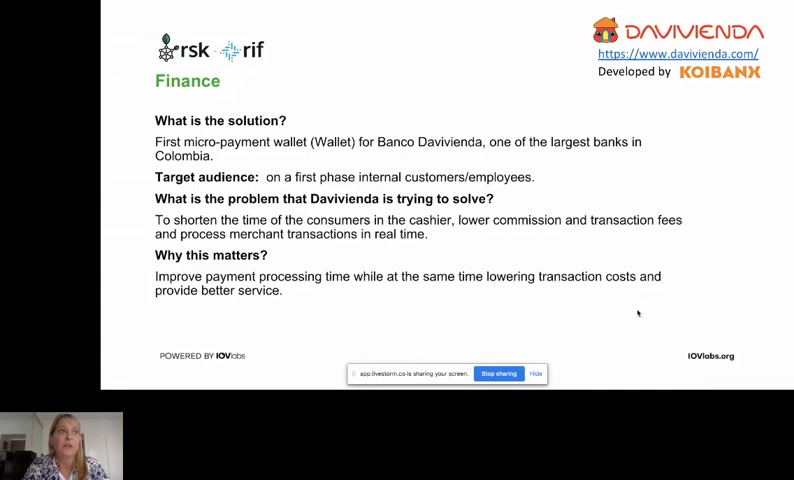 rsk rif
DAVIVIENDA
https://www.davivienda.com/
Developed by KOIBANX
Finance
What is the solution?
First micro-payment wallet (Wallet) for Banco Davivienda, one of the largest banks in
Colombia.
Target audience: on a first phase internal customers/employees.
What is the problem that Davivienda is trying to solve?
To shorten the time of the consumers in the cashier, lower commission and transaction fees
and process merchant transactions in real time.
Why this matters?
Improve payment processing time while at the same time lowering transaction costs and
provide better service.
POWERED BY IOVlabs
IOVlabs.org
app.livestorm.co is sharing your screen. Stop sharing Hide